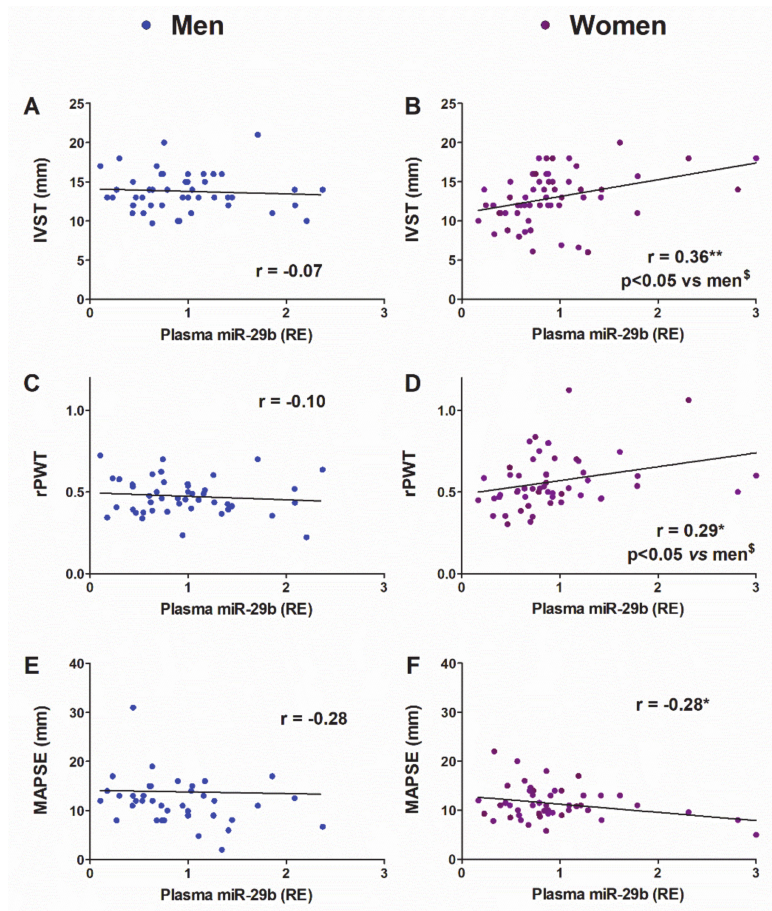 Men Women
A B
25 25
20 20
15 15
10 10
5 5
0 0
IVST (mm) IVST (mm)
r = -0.07
r = 0.36**
p<0.05 vs men$
0 1 2 3 0 1 2 3
Plasma miR-29b (RE) Plasma miR-29b (RE)
C D
1.0 1.0
0.5 0.5
0.0 0.0
rPWT rPWT
r = -0.10
r = 0.29*
p<0.05 vs men$
0 1 2 3 0 1 2 3
Plasma miR-29b (RE) Plasma miR-29b (RE)
E F
40 40
30 30
20 20
10 10
0 0
MAPSE (mm) MAPSE (mm)
r = -0.28 r = -0.28*
0 1 2 3 0 1 2 3
Plasma miR-29b (RE) Plasma miR-29b (RE)